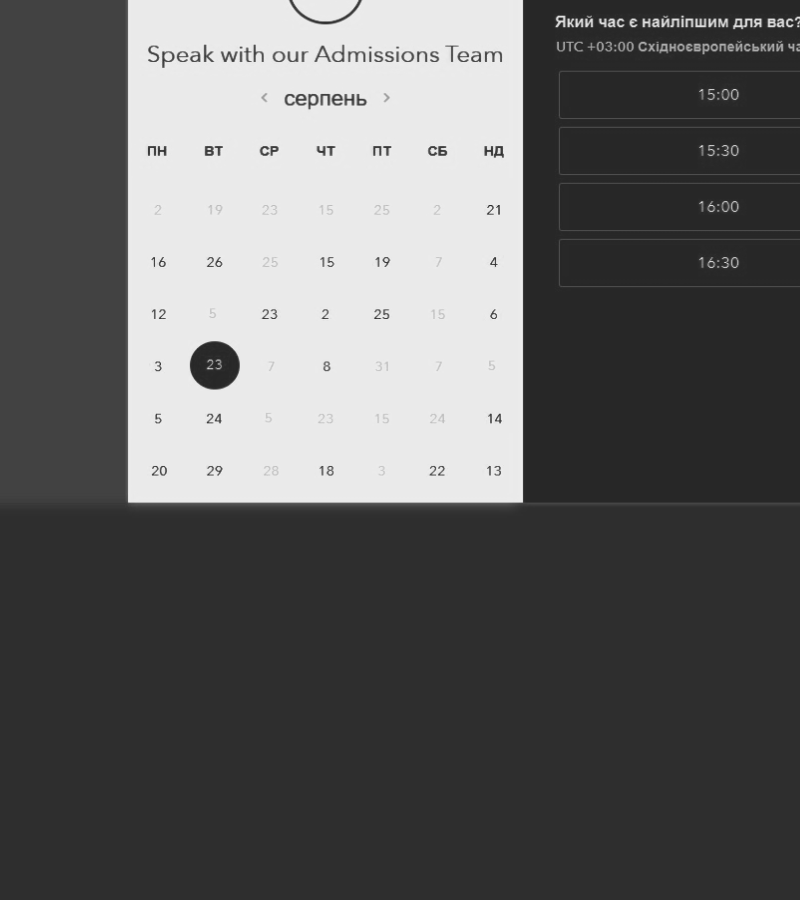 Який час є найліпшим для вас?
UTC +03:00 Східноєвропейський
Speak with our Admissions Team
серпень
ПН ВТ СР ЧТ ПТ СБ НД
2 19 23 15 25 2 21
16 26 25 15 19 7 4
12 5 23 2 25 15 6
3 23 7 8 31 7 5
5 24 5 23 15 24 14
20 29 28 18 3 22 13
15:00
15:30
16:00
16:30